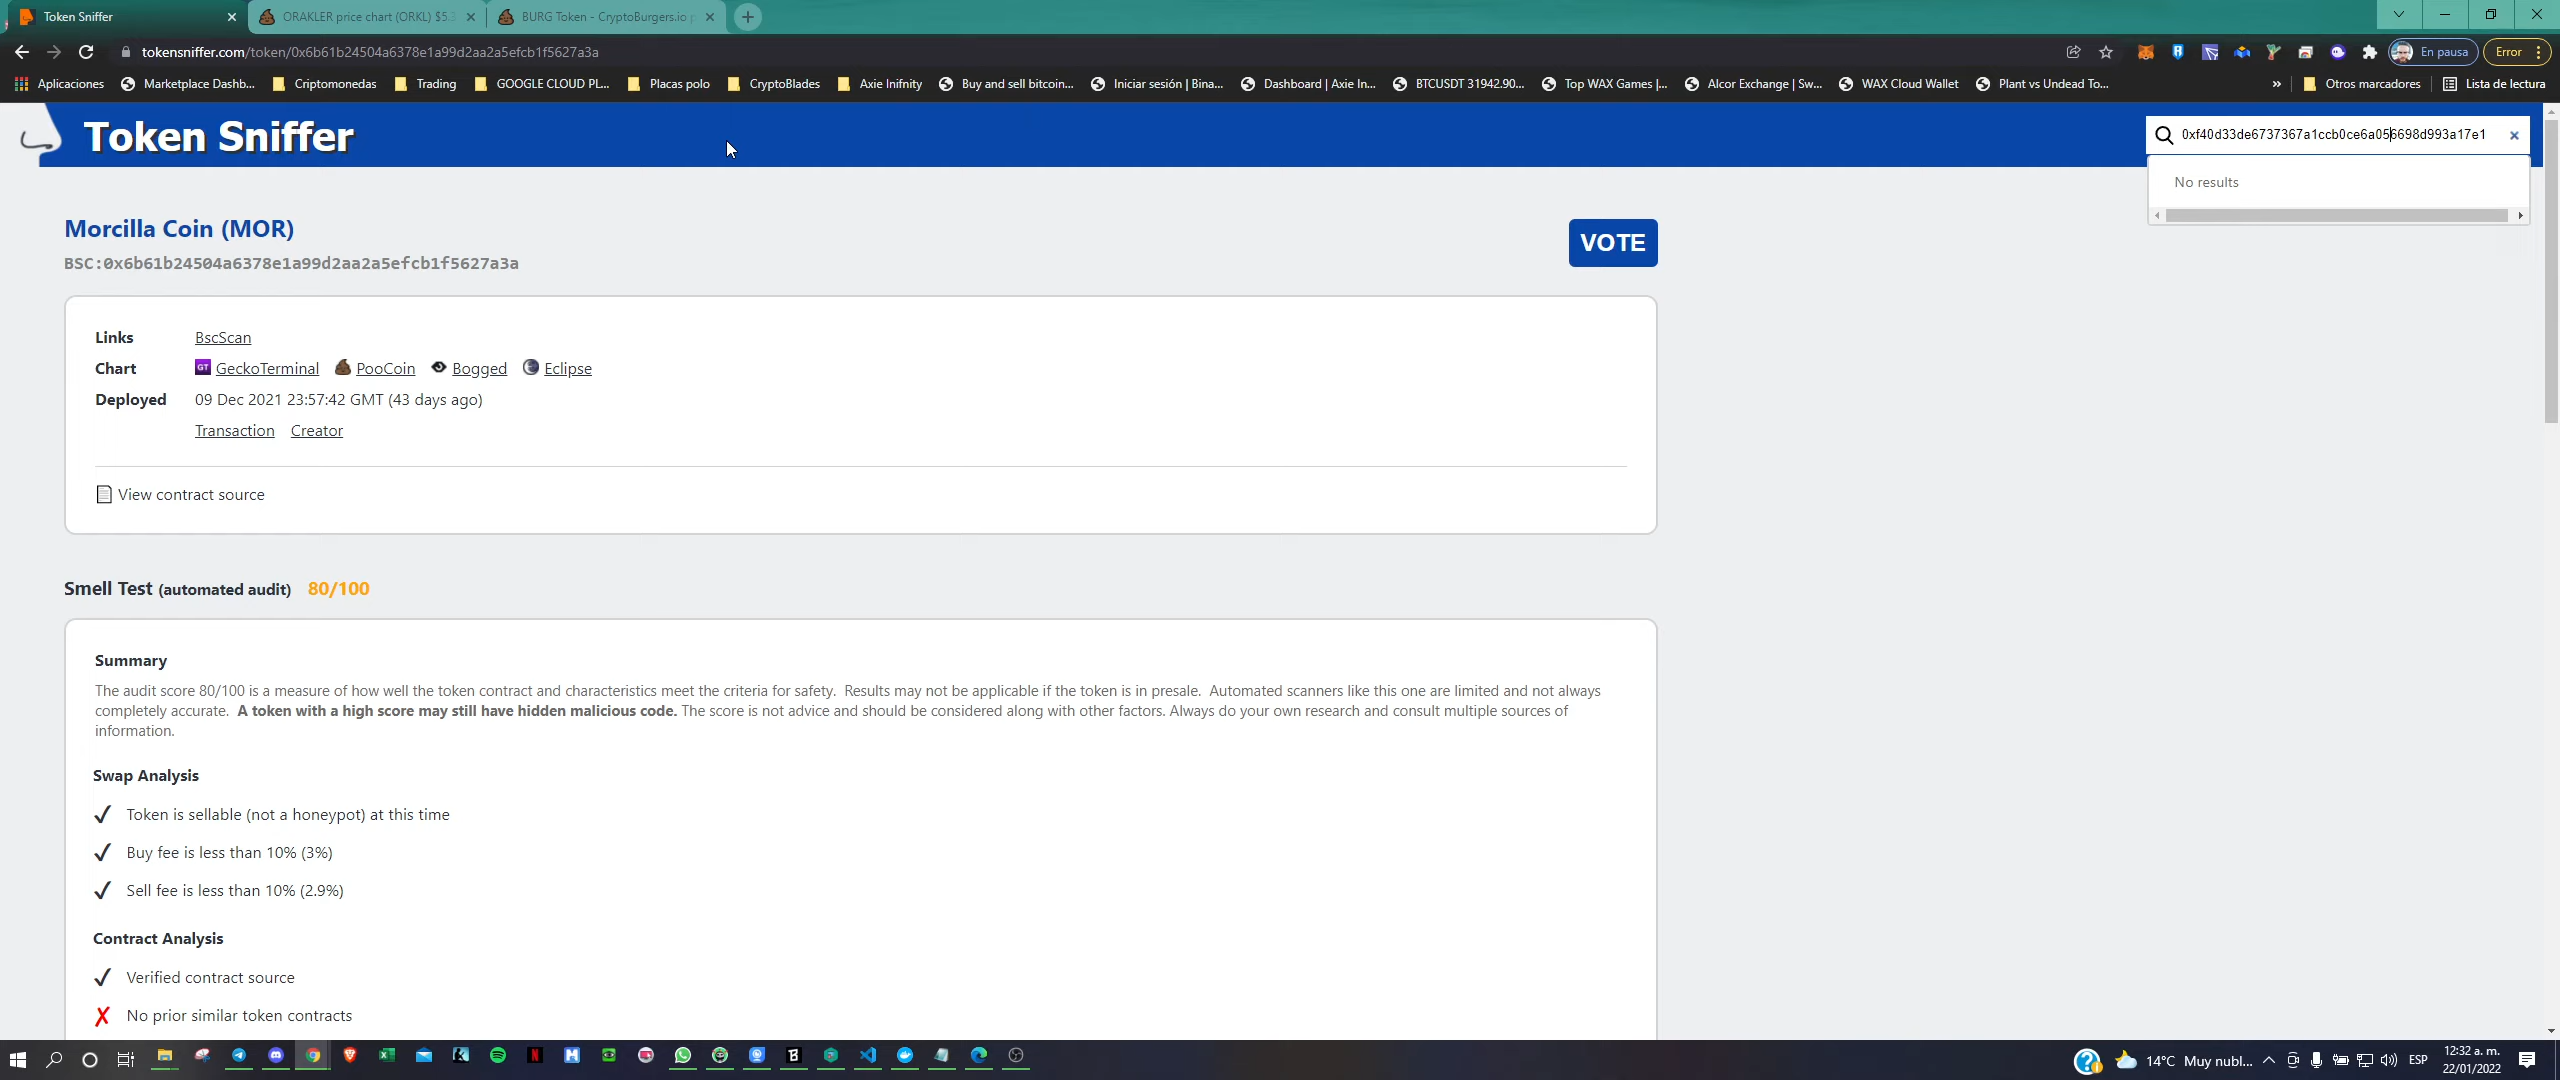 Token Sniffer
ORAKLER price chart (ORKL) $5.3
BURG Token - CryptoBurgers.io p
tokensniffer.com/token/0x6b61b24504a6378e1a99d2aa2a5efcb1f5627a3a
En pausa
Error
Aplicaciones
Marketplace Dashb...
Criptomonedas
Trading
GOOGLE CLOUD PL...
Placas polo
CryptoBlades
Axie Inifnity
Buy and sell bitcoin...
Iniciar sesión | Bina...
Dashboard | Axie In...
BTCUSDT 31942.90...
Top WAX Games |...
Alcor Exchange | Sw...
WAX Cloud Wallet
Plant vs Undead To...
»
Otros marcadores
Lista de lectura
Token Sniffer
0xf40d33de6737367a1ccb0ce6a056698d993a17e1
No results
Morcilla Coin (MOR)
VOTE
BSC:0x6b61b24504a6378e1a99d2aa2a5efcb1f5627a3a
Links BscScan
Chart GT GeckoTerminal PooCoin Bogged Eclipse
Deployed 09 Dec 2021 23:57:42 GMT (43 days ago)
Transaction Creator
View contract source
Smell Test (automated audit) 80/100
Summary
The audit score 80/100 is a measure of how well the token contract and characteristics meet the criteria for safety. Results may not be applicable if the token is in presale. Automated scanners like this one are limited and not always
completely accurate. A token with a high score may still have hidden malicious code. The score is not advice and should be considered along with other factors. Always do your own research and consult multiple sources of
information.
Swap Analysis
Token is sellable (not a honeypot) at this time
Buy fee is less than 10% (3%)
Sell fee is less than 10% (2.9%)
Contract Analysis
Verified contract source
No prior similar token contracts
14°C Muy nubl...
ESP
12:32 a. m.
22/01/2022